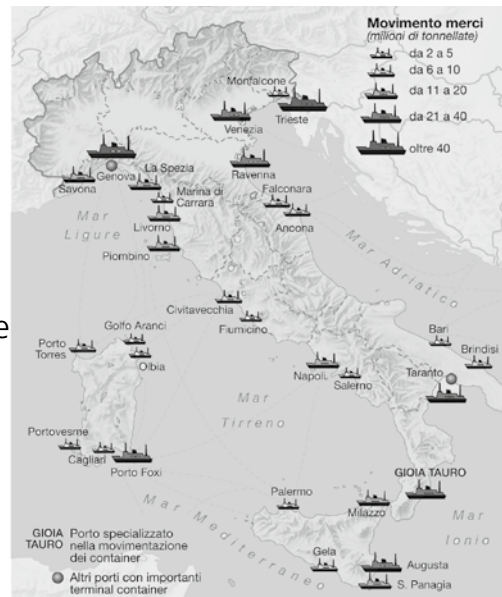 Movimento merci
(milioni di tonnellate)
da 2 a 5
da 6 a 10
da 11 a 20
da 21 a 40
oltre 40
Monfalcone
Trieste
Venezia
Genova
La Spezia
Ravenna
Savona
Marina di
Carrara
Falconara
Mar
Ligure
Livorno
Ancona
Piombino
Mar Adriatico
Civitavecchia
Fiumicino
e
Golfo Aranci
Porto
Torres
Olbia
Bari
Brindisi
Napoli
Salerno
Taranto
Mar
Tirreno
Portovesme
Cagliari
Porto Foxi
GIOIA TAURO
Palermo
Milazzo
Mar Mediterraneo
Mar
Ionio
Gela
Augusta
S. Panagia
GIOIA TAURO Porto specializzato
nella movimentazione
dei container
Altri porti con importanti
terminal container